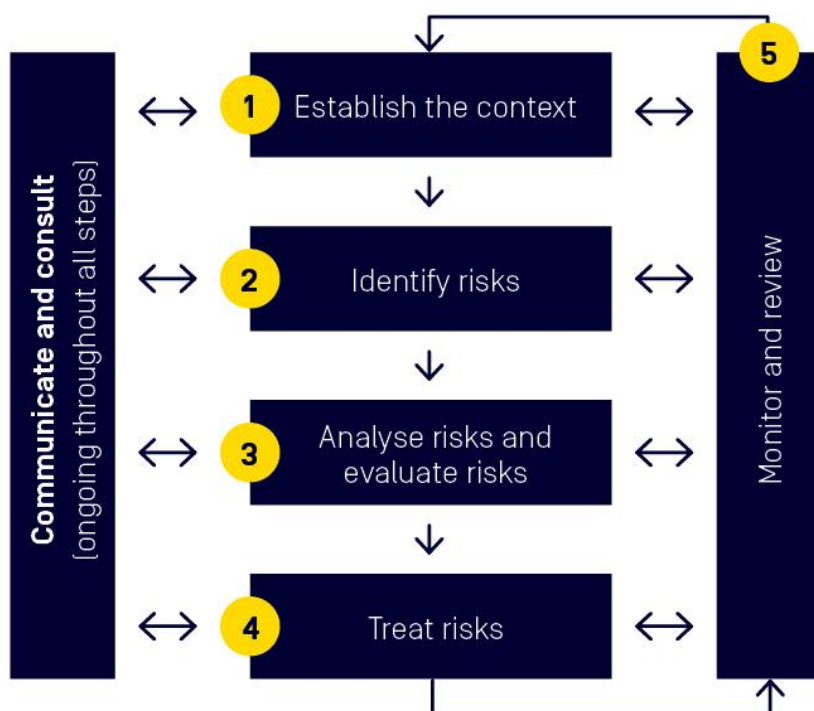 5
1
Establish the context
2
Identify risks
3
Analyse risks and
evaluate risks
4
Treat risks
Communicate and consult
(ongoing throughout all steps)
Monitor and review